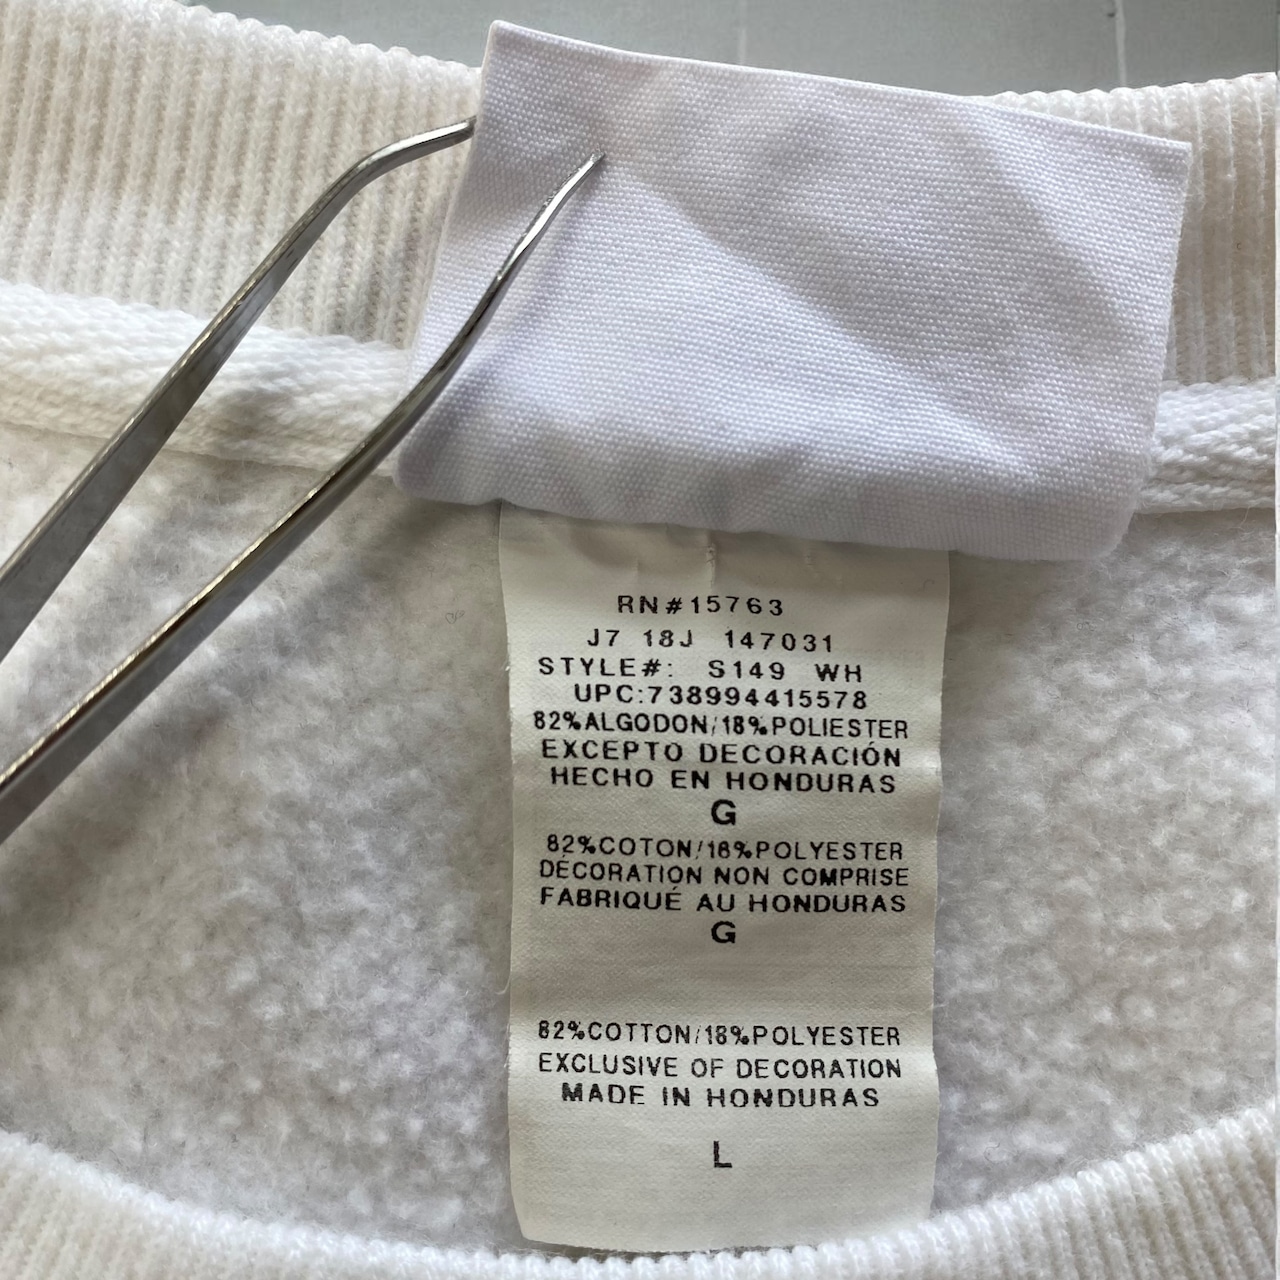 RN#15763
J7 18J 147031
STYLE#: S149 WH
UPC:738994415578
82%ALGODON/18%POLIESTER
EXCEPTO DECORACIÓN
HECHO EN HONDURAS
G
82%COTON/18%POLYESTER
DÉCORATION NON COMPRISE
FABRIQUÉ AU HONDURAS
G
82%COTTON/18%POLYESTER
EXCLUSIVE OF DECORATION
MADE IN HONDURAS
L